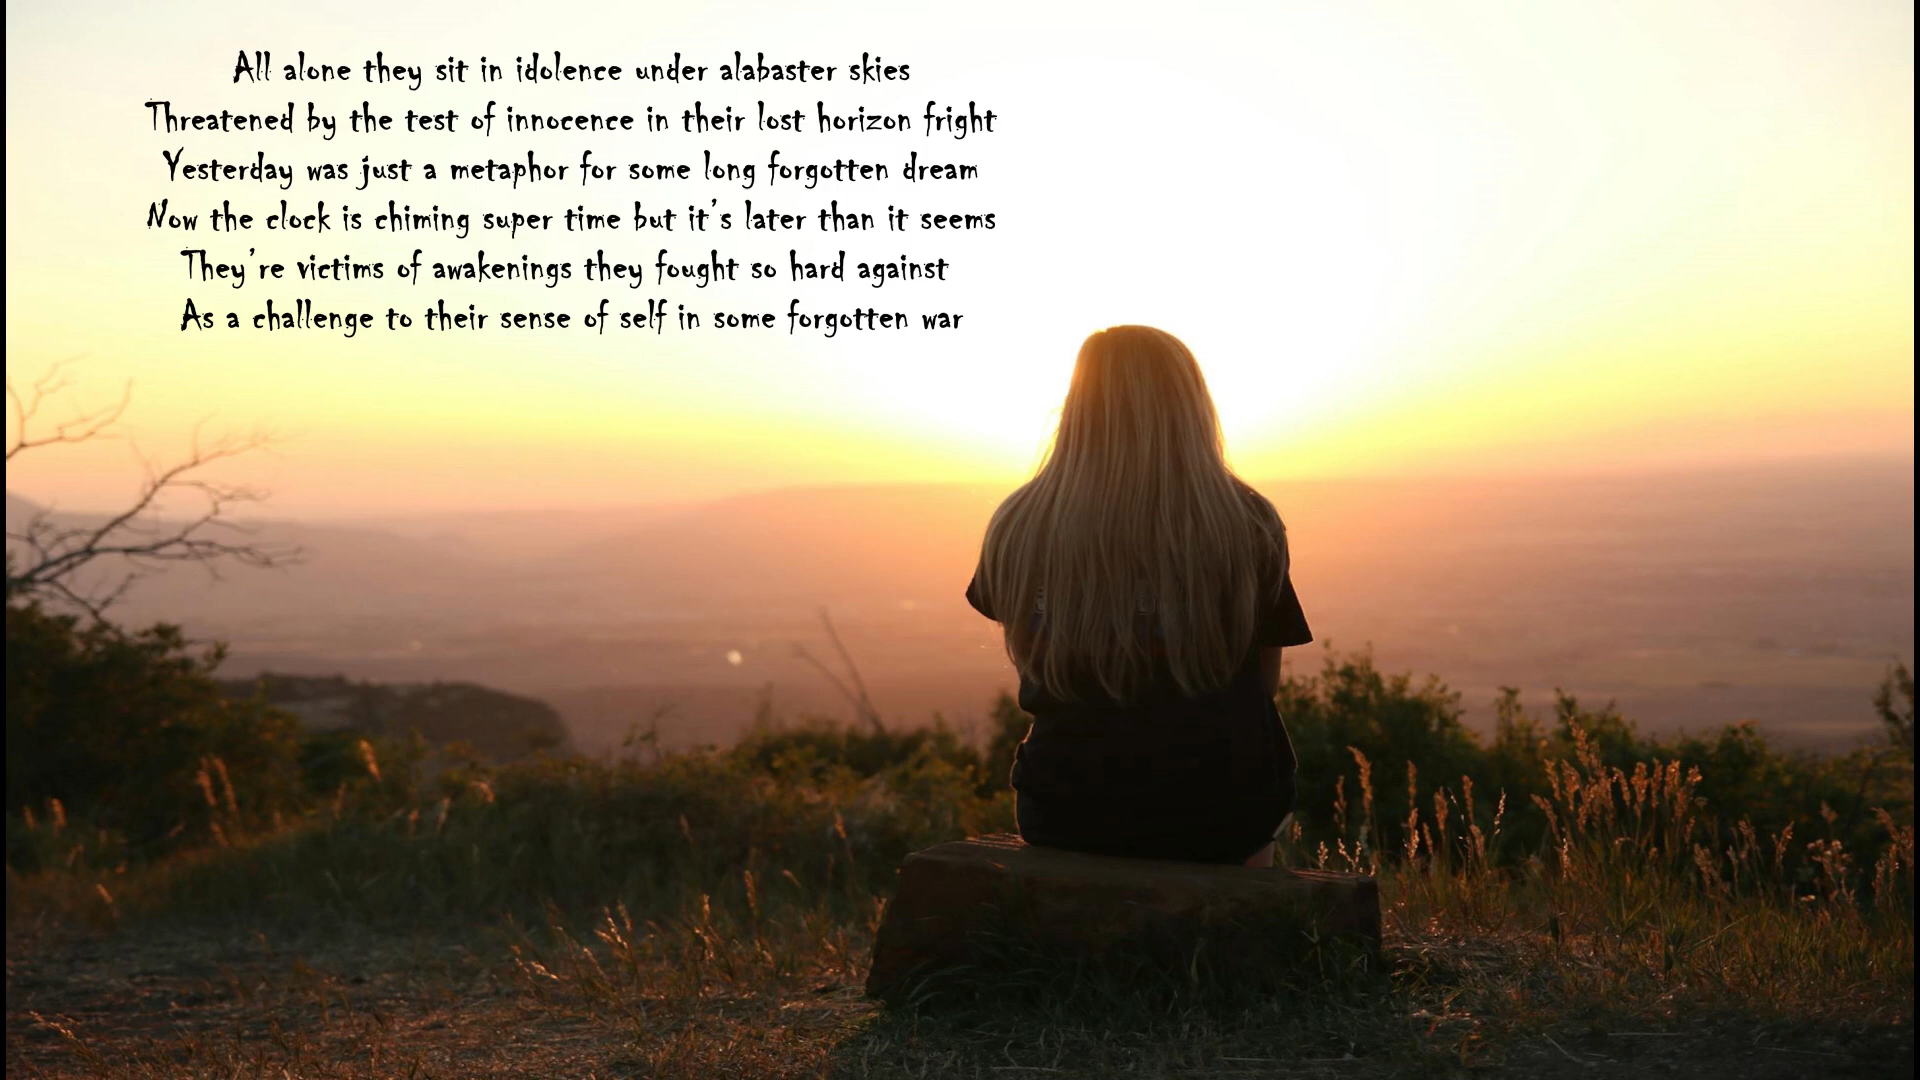 All alone they sit in idolence under alabaster skies
Threatened by the test of innocence in their lost horizon fright
Yesterday was just a metaphor for some long forgotten dream
Now the clock is chiming super time but it's later than it seems
They're victims of awakenings they fought so hard against
As a challenge to their sense of self in some forgotten war